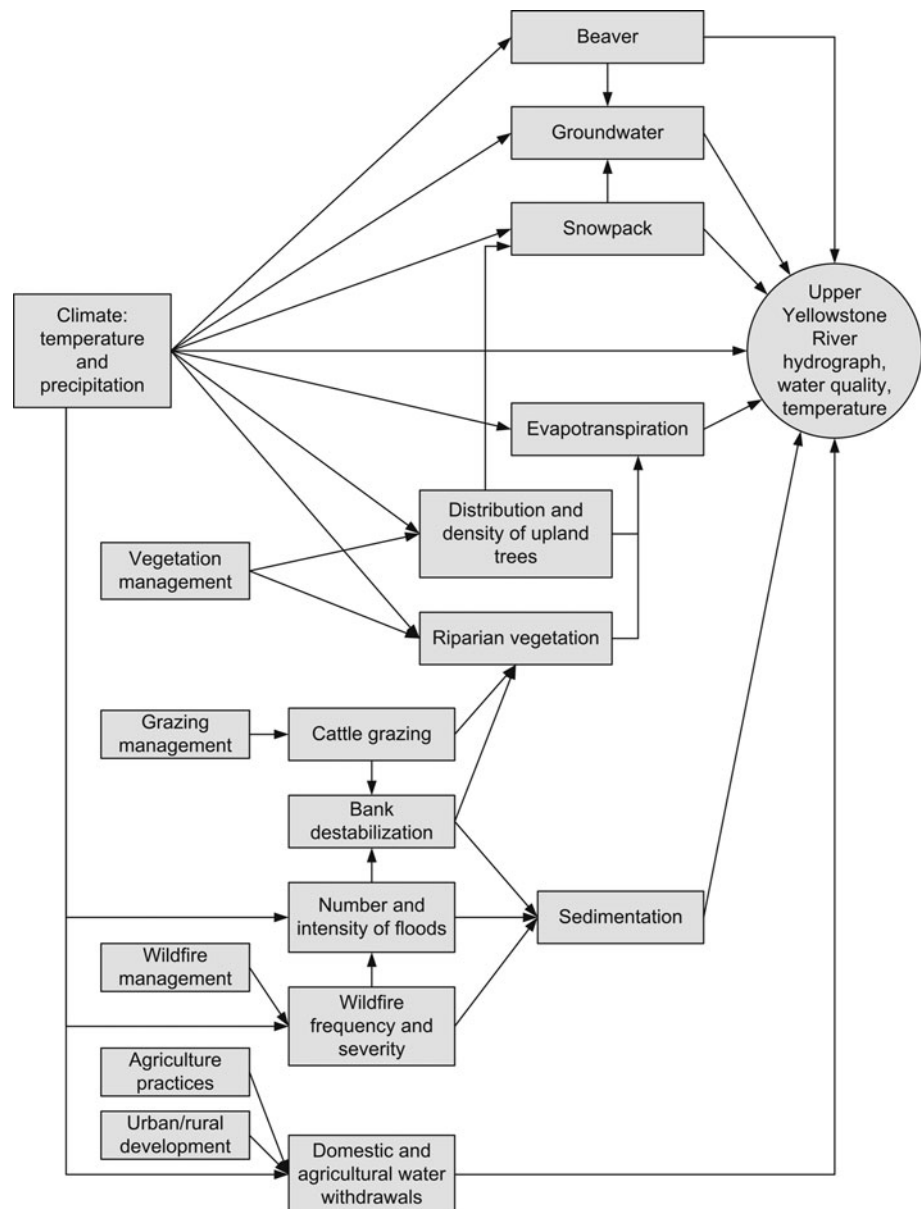 Beaver
Groundwater
Snowpack
Climate:
temperature
and
precipitation
Upper
Yellowstone
River
hydrograph,
water quality,
temperature
Evapotranspiration
Distribution and
density of upland
trees
Vegetation
management
Riparian vegetation
Grazing
management
Cattle grazing
Bank
destabilization
Number and
intensity of floods
Sedimentation
Wildfire
management
Wildfire
frequency and
severity
Agriculture
practices
Urban/rural
development
Domestic and
agricultural water
withdrawals